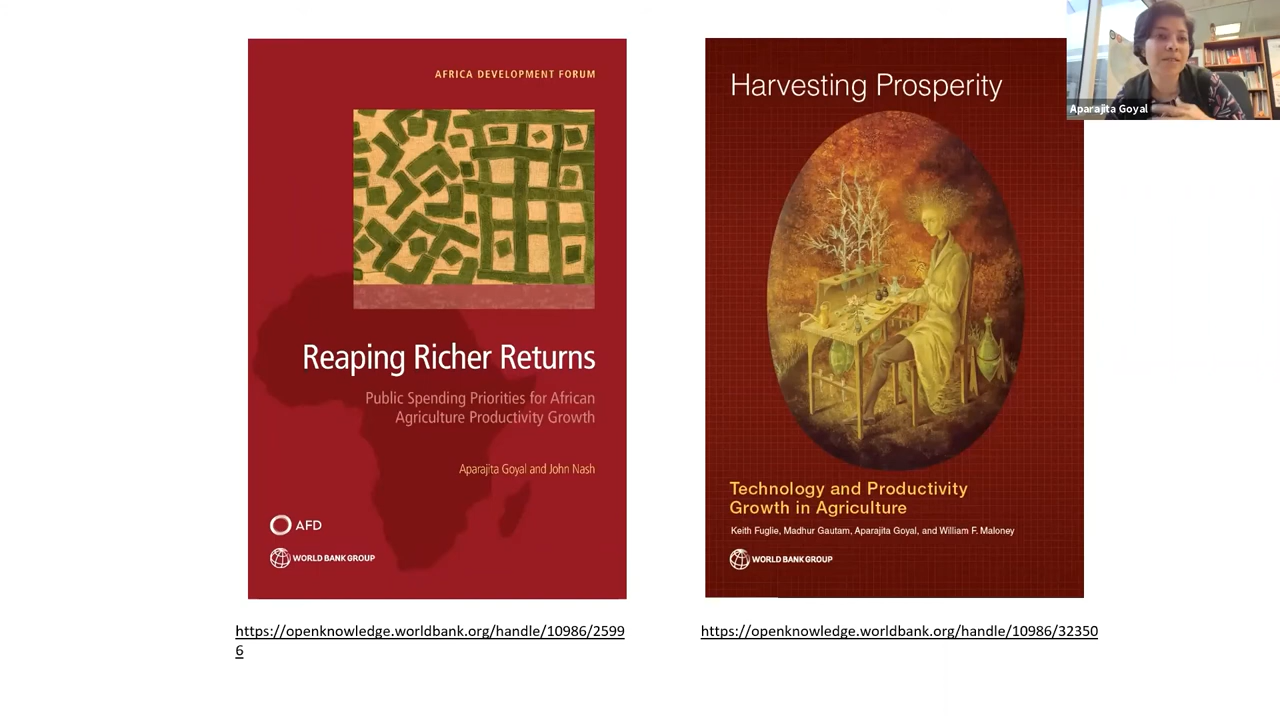 AFRICA DEVELOPMENT FORUM
Reaping Richer Returns
Public Spending Priorities for African
Agriculture Productivity Growth
Aparajita Goyal and John Nash
AFD
WORLD BANK GROUP
https://openknowledge.worldbank.org/handle/10986/2599
6
Harvesting Prosperity
Technology and Productivity
Growth in Agriculture
Keith Fuglie, Madhur Gautam, Aparajita Goyal, and William F. Maloney
WORLD BANK GROUP
https://openknowledge.worldbank.org/handle/10986/32350
Aparajita Goyal